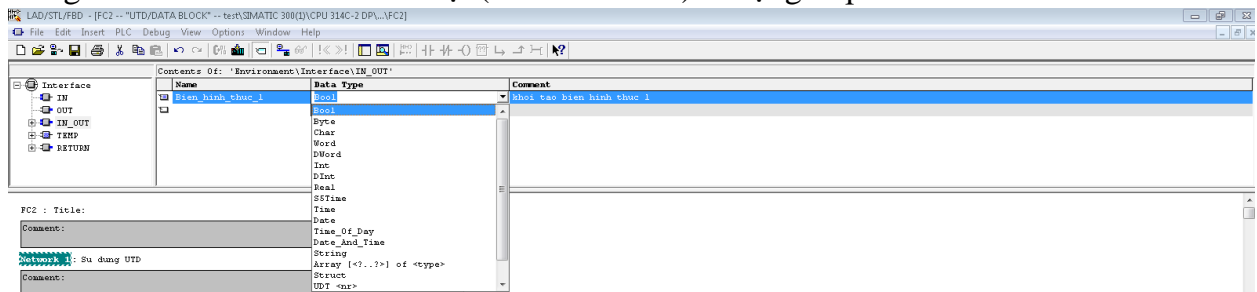 LAD/STL/FBD - [FC2 -- "UTD/DATA BLOCK" -- test\SIMATIC 300(1)\CPU 314C-2 DP\...\FC2]
File Edit Insert PLC Debug View Options Window Help
Contents Of: 'Environment\Interface\IN_OUT'
Interface
IN
OUT
IN_OUT
TEMP
RETURN
Name Data Type Comment
Bien_hinh_thuc_1 Bool khoi tao bien hinh thuc 1
Bool
Byte
Char
Word
DWord
Int
DInt
Real
S5Time
Time
Date
Time_Of_Day
Date_And_Time
String
Array [<?..?>] of <type>
Struct
UDT <nr>
FC2 : Title:
Comment:
Network 1: Su dung UTD
Comment: